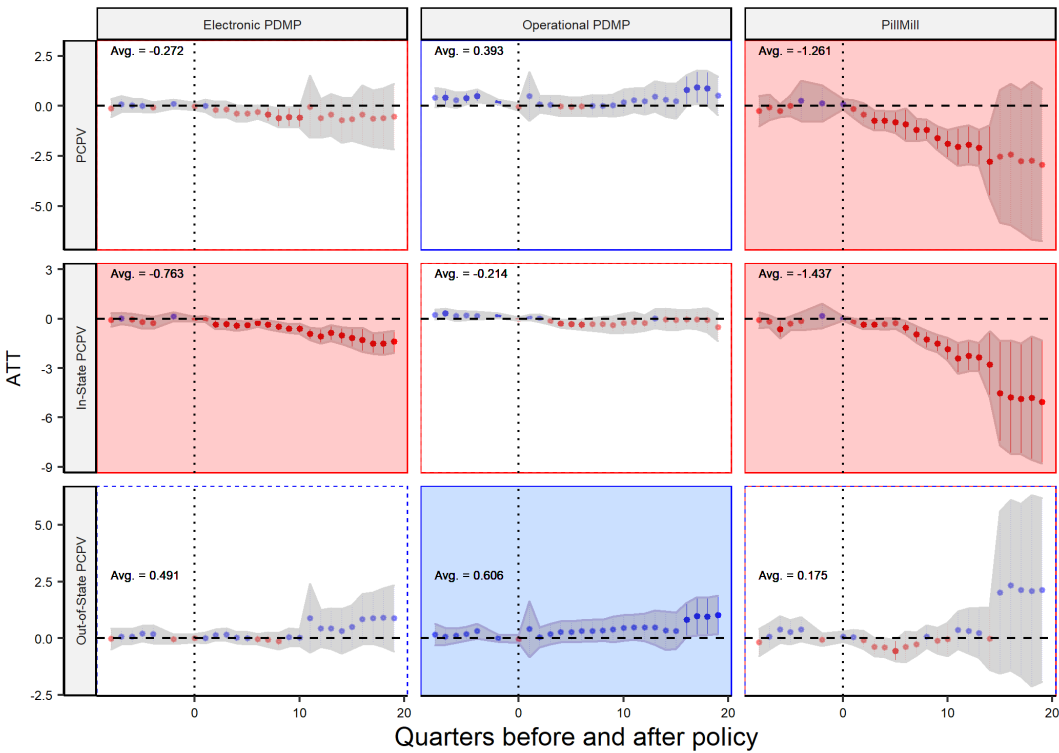 Electronic PDMP Operational PDMP PillMill
PCPV
2.5
0.0
-2.5
-5.0
Avg. = -0.272
Avg. = 0.393
Avg. = -1.261
ATT
In-State PCPV
3
0
-3
-6
-9
Avg. = -0.763
Avg. = -0.214
Avg. = -1.437
Out-of-State PCPV
5.0
2.5
0.0
-2.5
Avg. = 0.491
Avg. = 0.606
Avg. = 0.175
0 10 20 0 10 20 0 10 20
Quarters before and after policy